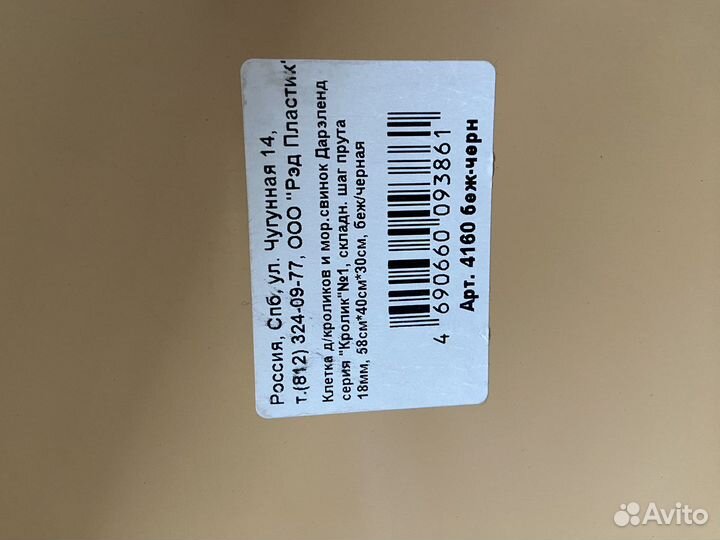 Россия, Спб, ул. Чугунная 14,
т.(812) 324-09-77, ООО "Рэд Пластик"
Клетка д/кроликов и мор.свинок Дарэленд
серия "Кролик"№1, складн. шаг прута
18мм, 58см*40см*30см, беж/черная
4 690660 093861
Арт. 4160 беж-черн
Avito